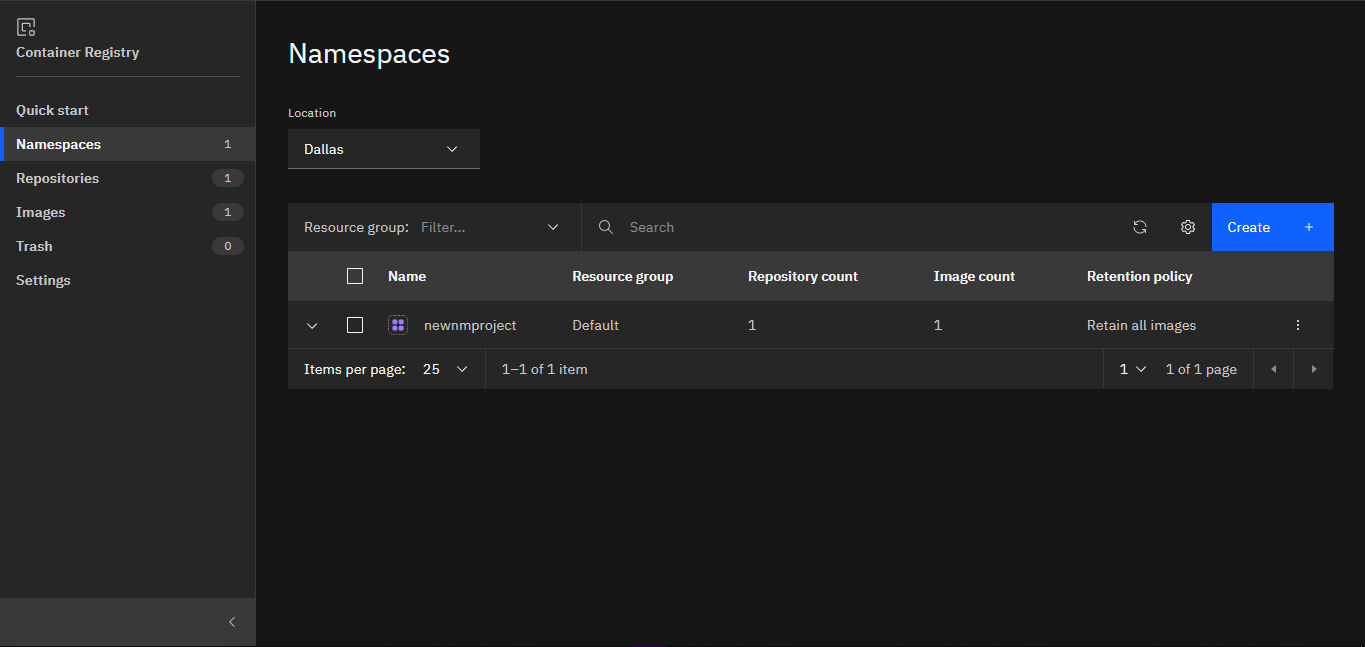 Container Registry
Quick start
Namespaces 1
Repositories 1
Images 1
Trash 0
Settings
Namespaces
Location
Dallas
Resource group: Filter... Search Create +
Name Resource group Repository count Image count Retention policy
newnmproject Default 1 1 Retain all images
Items per page: 25 1–1 of 1 item 1 1 of 1 page